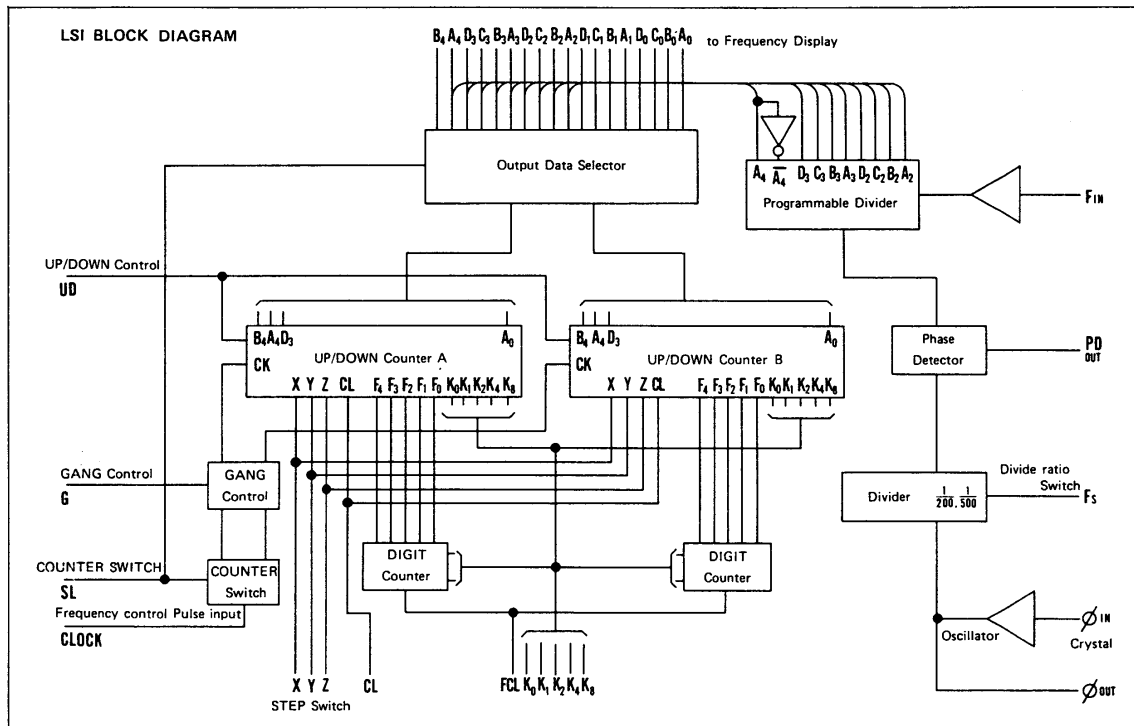 LSI BLOCK DIAGRAM
B4 A4 D3 C3 B3 A3 D2 C2 B2 A2 D1 C1 B1 A1 D0 C0 B0 A0 to Frequency Display
Output Data Selector
A4 A̅4̅ D3 C3 B3 A3 D2 C2 B2 A2
Programmable Divider
FIN
UP/DOWN Control
UD
B4 A4 D3 A0
UP/DOWN Counter A
CK
X Y Z CL F4 F3 F2 F1 F0 K0 K1 K2 K4 K8
B4 A4 D3 A0
UP/DOWN Counter B
CK
X Y Z CL F4 F3 F2 F1 F0 K0 K1 K2 K4 K8
Phase
Detector
PD
OUT
GANG Control
G
GANG
Control
Divider 1/200, 1/500
Divide ratio
Switch
FS
COUNTER SWITCH
SL
COUNTER
Switch
DIGIT
Counter
DIGIT
Counter
Frequency control Pulse input
CLOCK
Oscillator
ØIN
Crystal
ØOUT
X Y Z CL FCL K0 K1 K2 K4 K8
STEP Switch